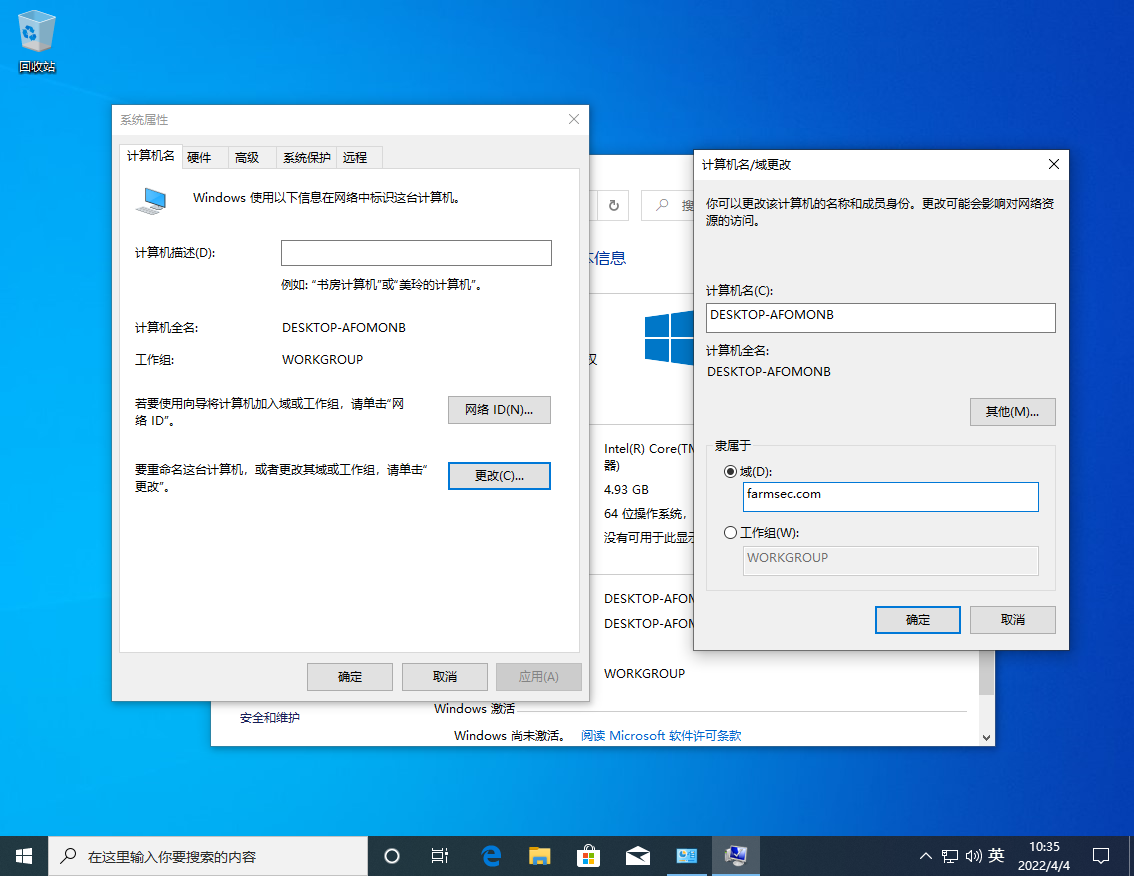 回收站
系统属性
计算机名
硬件
高级
系统保护
远程
Windows 使用以下信息在网络中标识这台计算机。
计算机描述(D):
例如: “书房计算机”或“美玲的计算机”。
计算机全名:
DESKTOP-AFOMONB
工作组:
WORKGROUP
若要使用向导将计算机加入域或工作组，请单击“网
络 ID”。
网络 ID(N)...
要重命名这台计算机，或者更改其域或工作组，请单击“
更改”。
更改(C)...
确定
取消
应用(A)
搜
信息
权
Intel(R) Core(TM
器)
4.93 GB
64 位操作系统，
没有可用于此显示
DESKTOP-AFOM
DESKTOP-AFOM
WORKGROUP
Windows 激活
Windows 尚未激活。
阅读 Microsoft 软件许可条款
安全和维护
计算机名/域更改
你可以更改该计算机的名称和成员身份。更改可能会影响对网络资
源的访问。
计算机名(C):
DESKTOP-AFOMONB
计算机全名:
DESKTOP-AFOMONB
其他(M)...
隶属于
域(D):
farmsec.com
工作组(W):
WORKGROUP
确定
取消
在这里输入你要搜索的内容
英
10:35
2022/4/4